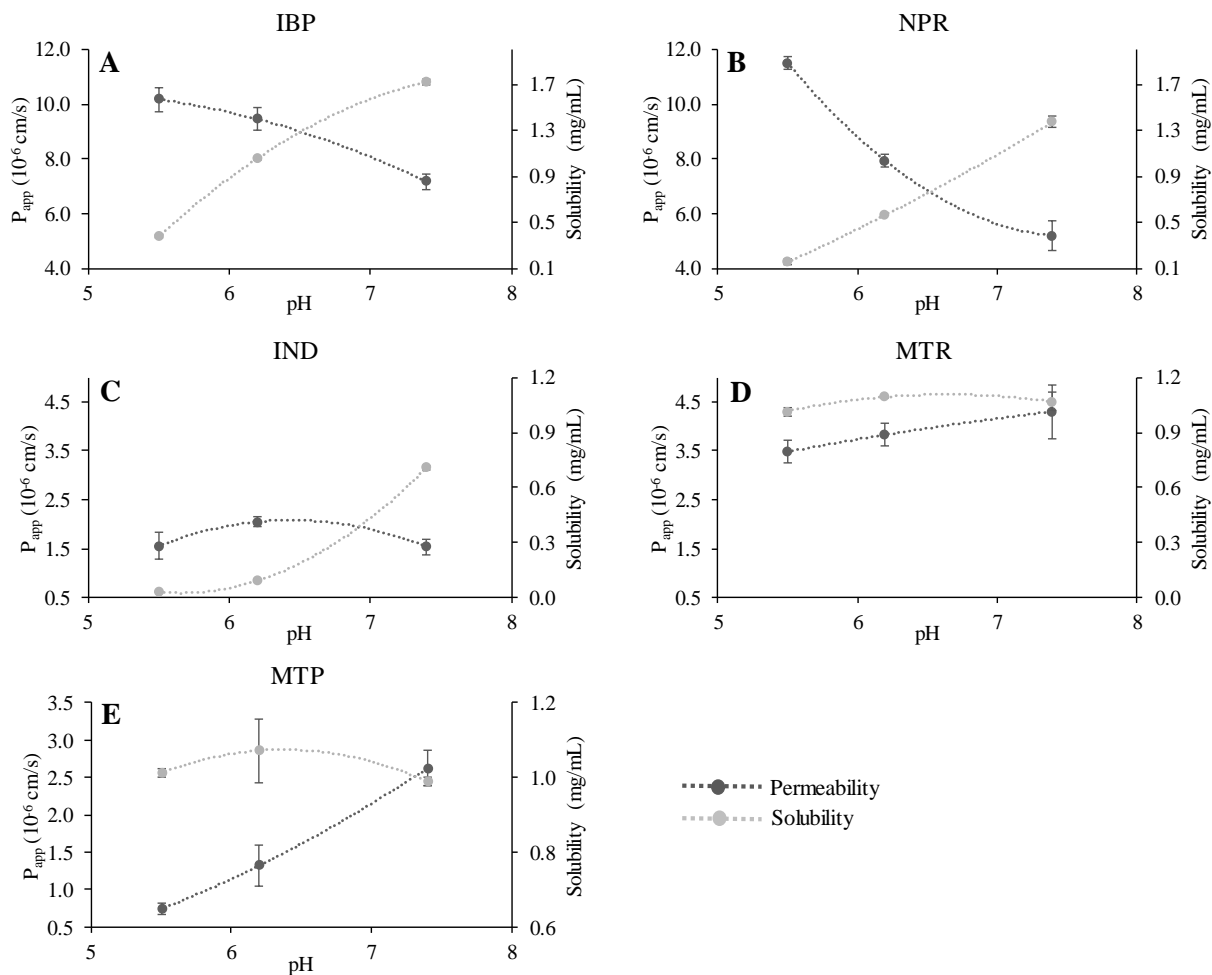 IBP
A
12.0
10.0
8.0
6.0
4.0
P_app (10^-6 cm/s)
1.7
1.3
0.9
0.5
0.1
Solubility (mg/mL)
5 6 7 8
pH
NPR
B
12.0
10.0
8.0
6.0
4.0
P_app (10^-6 cm/s)
1.7
1.3
0.9
0.5
0.1
Solubility (mg/mL)
5 6 7 8
pH
IND
C
4.5
3.5
2.5
1.5
0.5
P_app (10^-6 cm/s)
1.2
0.9
0.6
0.3
0.0
Solubility (mg/mL)
5 6 7 8
pH
MTR
D
4.5
3.5
2.5
1.5
0.5
P_app (10^-6 cm/s)
1.2
0.9
0.6
0.3
0.0
Solubility (mg/mL)
5 6 7 8
pH
MTP
E
3.5
3.0
2.5
2.0
1.5
1.0
0.5
P_app (10^-6 cm/s)
1.2
1.0
0.8
0.6
Solubility (mg/mL)
5 6 7 8
pH
Permeability
Solubility